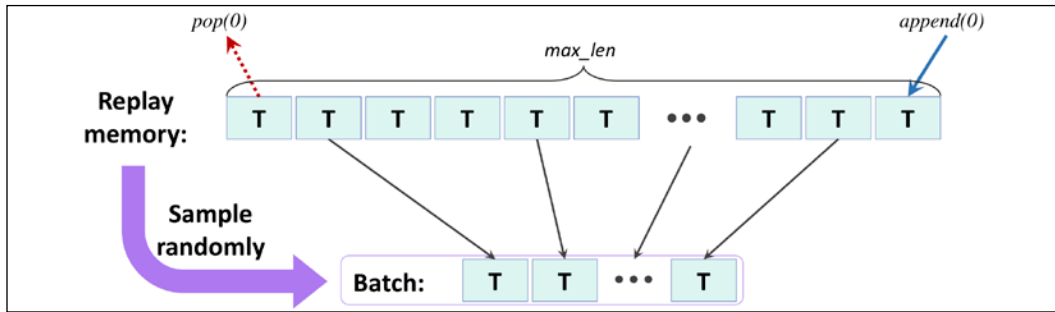 pop(0) append(0)
max_len
Replay
memory:
T T T T T T ••• T T T
Sample
randomly
Batch: T T ••• T